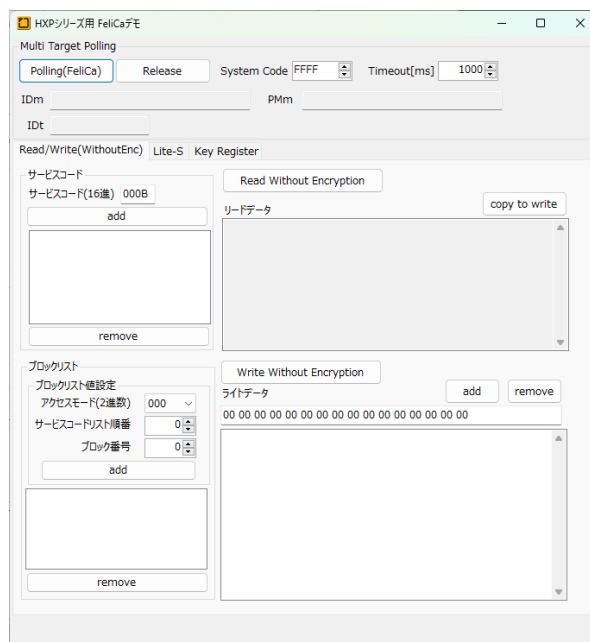 HXPシリーズ用 FeliCaデモ
Multi Target Polling
Polling(FeliCa) Release System Code FFFF Timeout[ms] 1000
IDm PMm
IDt
Read/Write(WithoutEnc) Lite-S Key Register
サービスコード
サービスコード(16進) 000B
add
remove
Read Without Encryption
リードデータ
copy to write
ブロックリスト
ブロックリスト値設定
アクセスモード(2進数) 000
サービスコードリスト順番 0
ブロック番号 0
add
remove
Write Without Encryption
ライトデータ
add remove
00 00 00 00 00 00 00 00 00 00 00 00 00 00 00 00